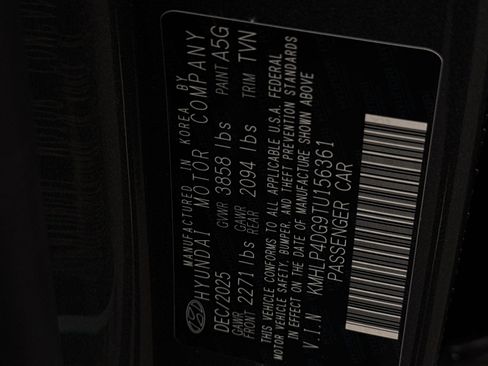 MANUFACTURED IN KOREA BY
HYUNDAI MOTOR COMPANY
DEC/2025 GVWR 3858 lbs PAINT A5G
GAWR FRONT 2271 lbs GAWR REAR 2094 lbs TRIM TVN
THIS VEHICLE CONFORMS TO ALL APPLICABLE U.S.A. FEDERAL
MOTOR VEHICLE SAFETY, BUMPER, AND THEFT PREVENTION STANDARDS
IN EFFECT ON THE DATE OF MANUFACTURE SHOWN ABOVE
V.I.N KMHLP4DG9TU156361
PASSENGER CAR